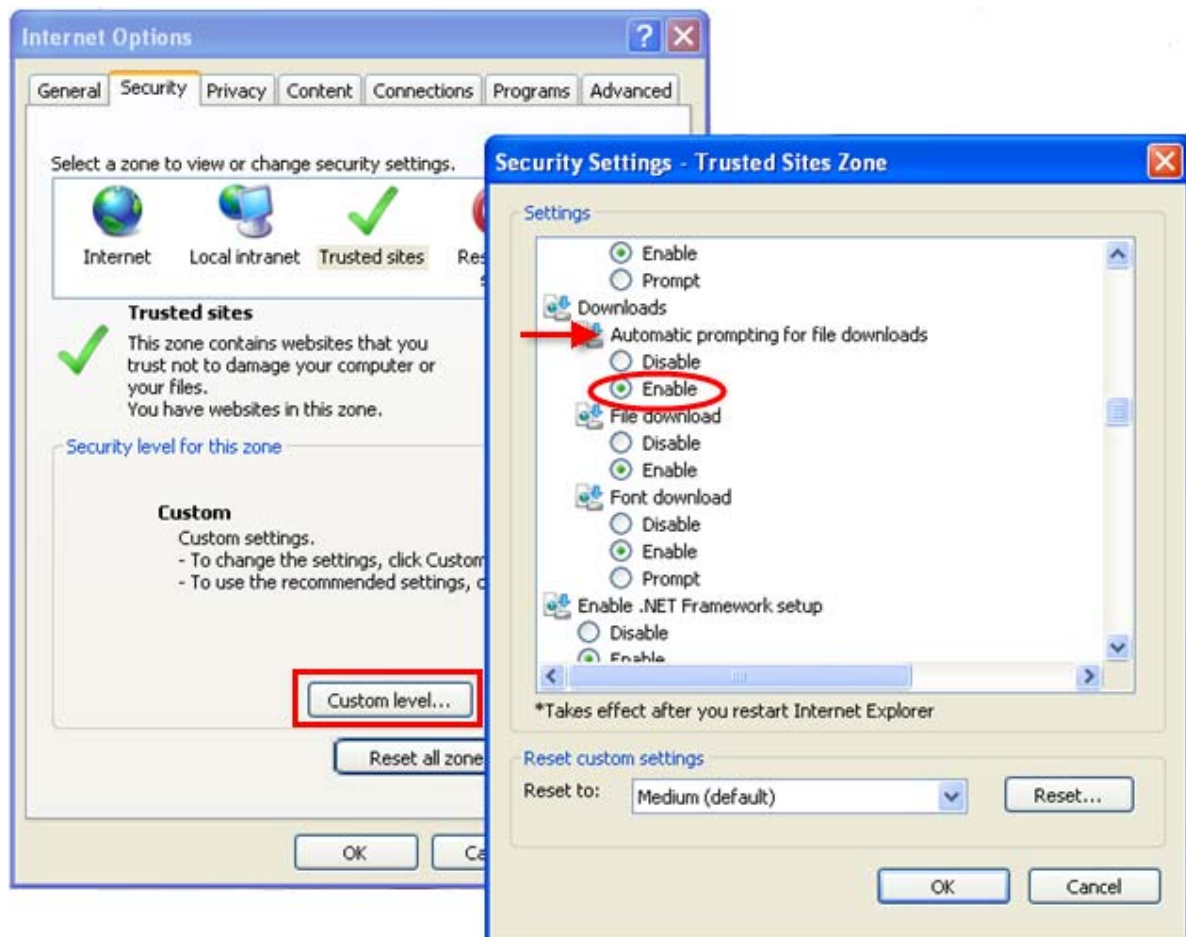 Internet Options
General Security Privacy Content Connections Programs Advanced
Select a zone to view or change security settings.
Internet Local intranet Trusted sites Res
Trusted sites
This zone contains websites that you
trust not to damage your computer or
your files.
You have websites in this zone.
Security level for this zone
Custom
Custom settings.
- To change the settings, click Custom
- To use the recommended settings, c
Custom level...
Reset all zone
OK Ca
Security Settings - Trusted Sites Zone
Settings
Enable
Prompt
Downloads
Automatic prompting for file downloads
Disable
Enable
File download
Disable
Enable
Font download
Disable
Enable
Prompt
Enable .NET Framework setup
Disable
Enable
*Takes effect after you restart Internet Explorer
Reset custom settings
Reset to: Medium (default) Reset...
OK Cancel